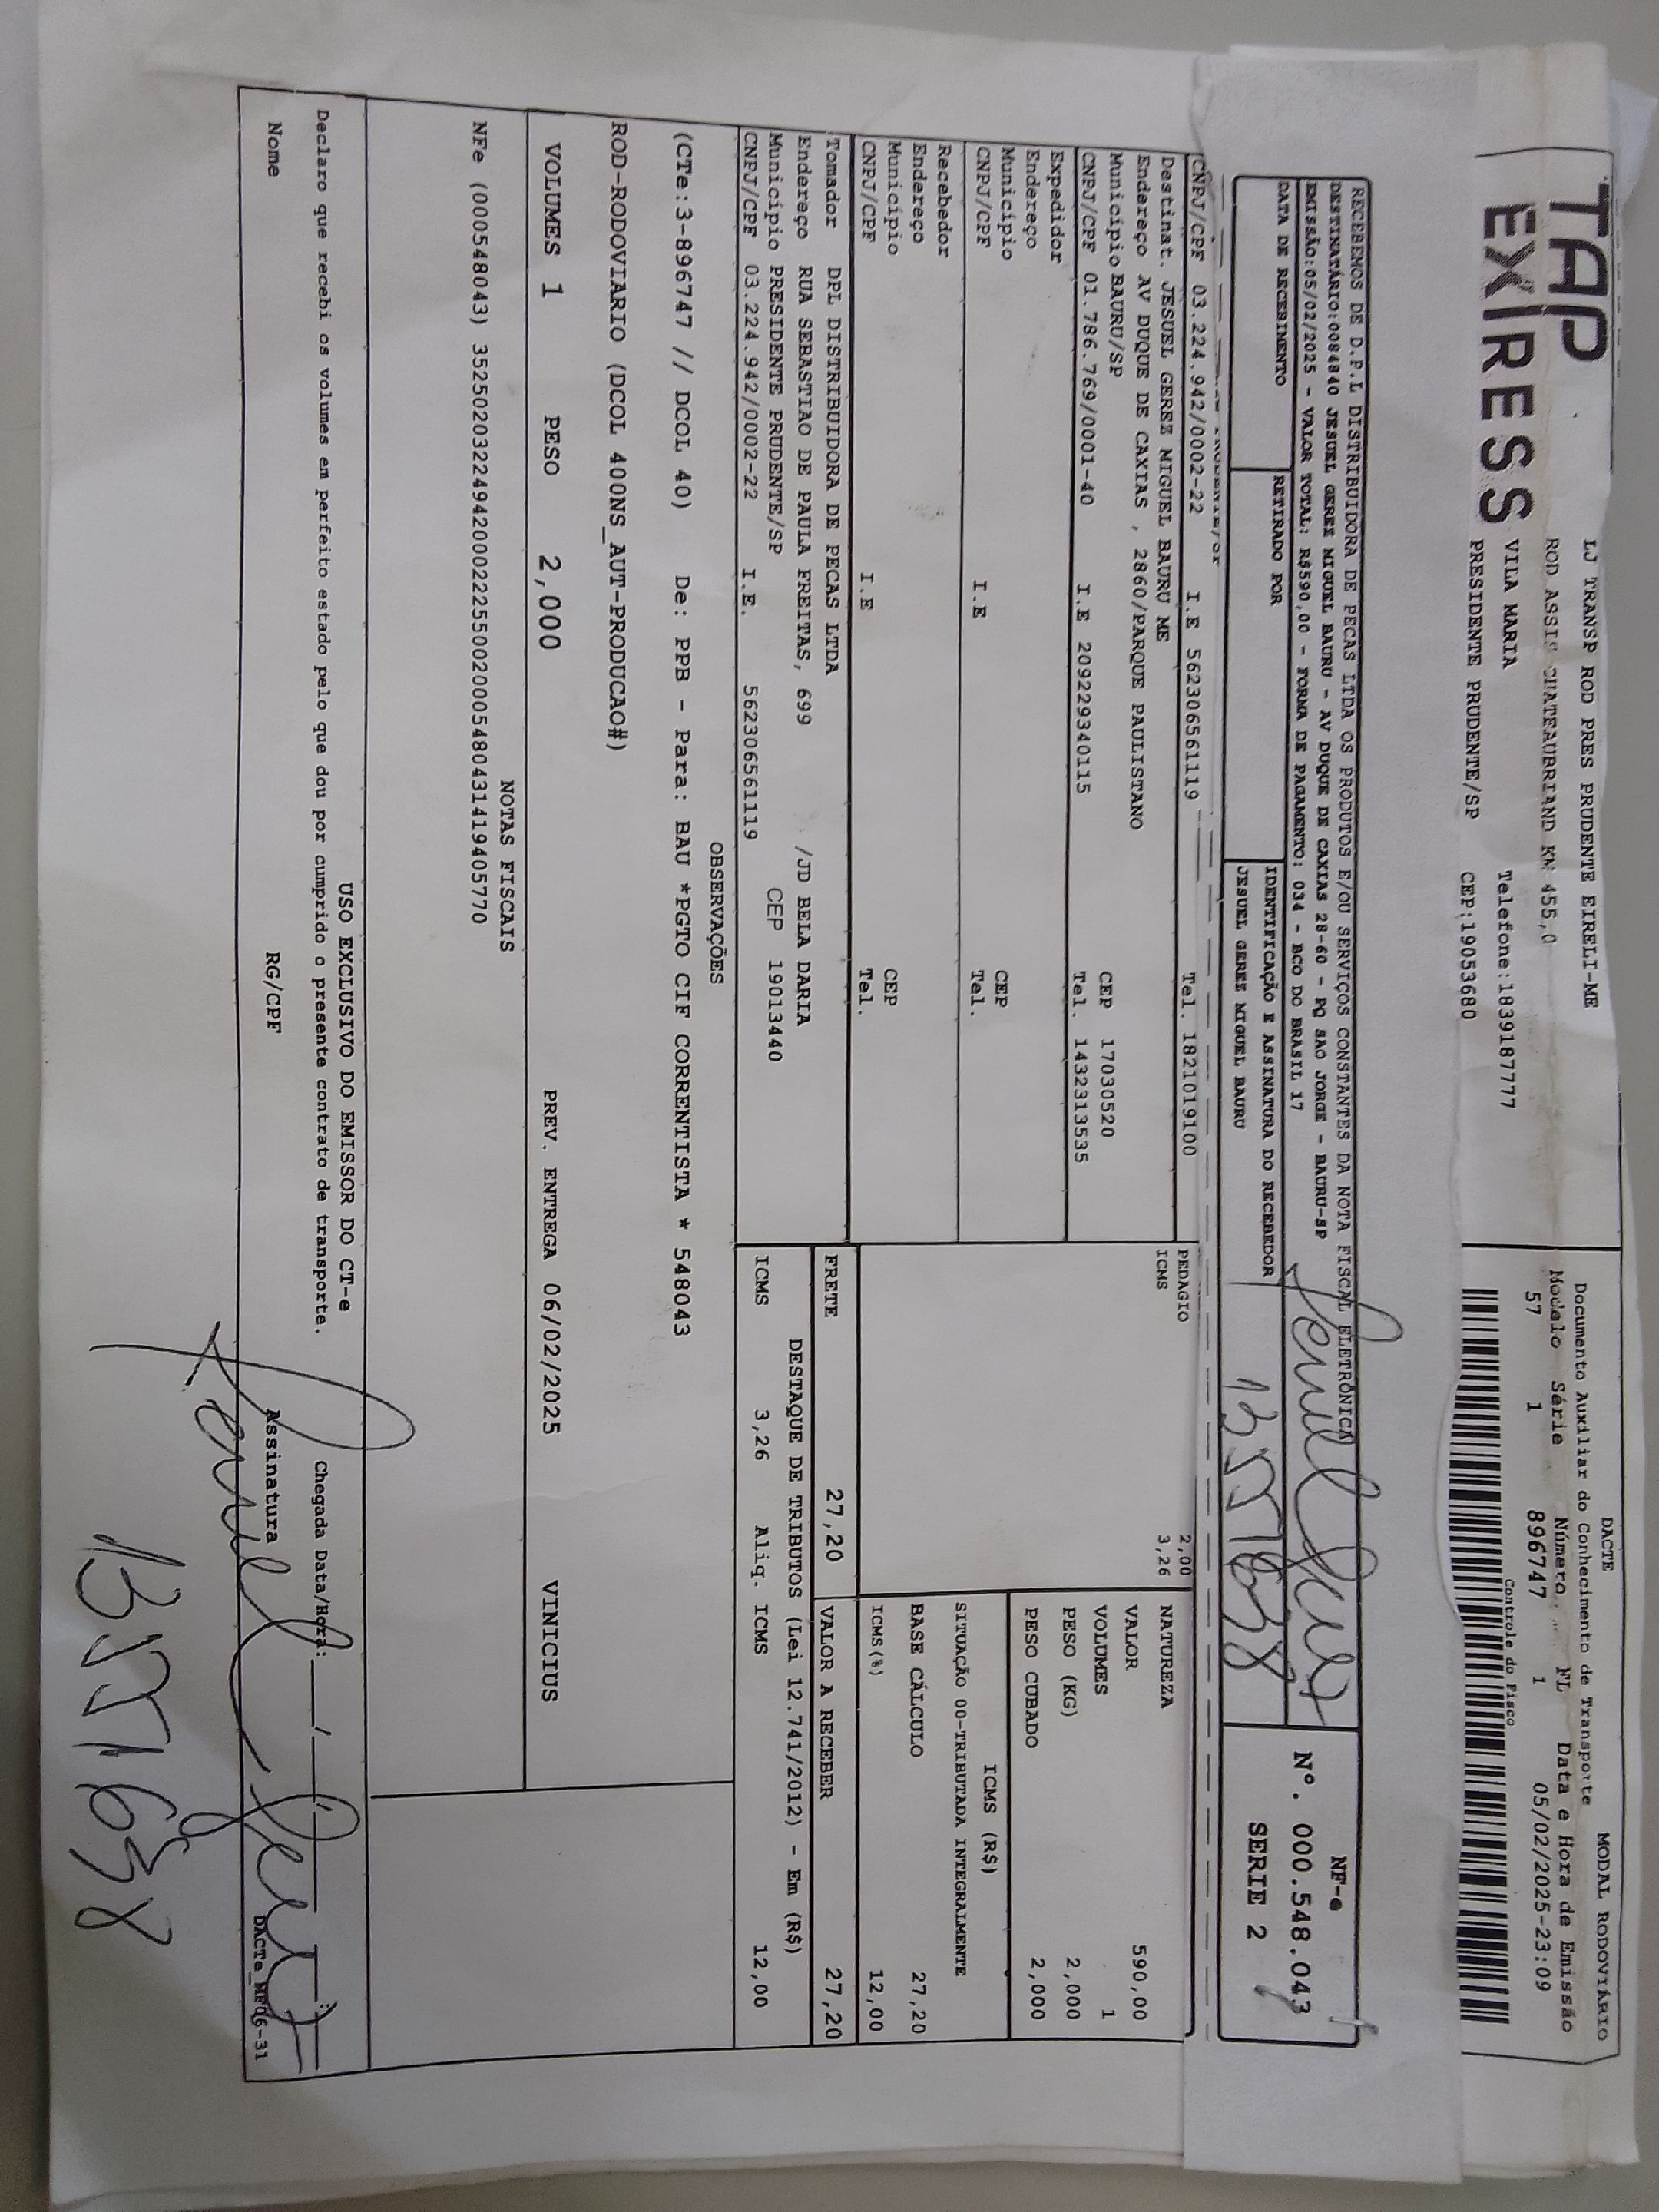 TAP
EXPRESS
LJ TRANSP ROD PRES PRUDENTE EIRELI-ME
ROD ASSIS CHATEAUBRIAND KM 455,0
VILA MARIA
Telefone:1839187777
PRESIDENTE PRUDENTE/SP
CEP:19053680
DACTE
MODAL RODOVIÁRIO
Documento Auxiliar do Conhecimento de Transporte
Modelo Série Número FL Data e Hora de Emissão
57 1 896747 1 05/02/2025-23:09
Controle do Fisco
RECEBEMOS DE D.P.L DISTRIBUIDORA DE PECAS LTDA OS PRODUTOS E/OU SERVIÇOS CONSTANTES DA NOTA FISCAL ELETRÔNICA
DESTINATÁRIO:0084840 JESUEL GEREZ MIGUEL BAURU - AV DUQUE DE CAXIAS 28-60 - PQ SAO JORGE - BAURU-SP
EMISSÃO:05/02/2025 - VALOR TOTAL: R$590,00 - FORMA DE PAGAMENTO: 034 - BCO DO BRASIL 17
DATA DE RECEBIMENTO
RETIRADO POR
IDENTIFICAÇÃO E ASSINATURA DO RECEBEDOR
JESUEL GEREZ MIGUEL BAURU
NF-e
Nº. 000.548.043
SERIE 2
CNPJ/CPF 03.224.942/0002-22 I.E 562306561119 Tel. 1821019100
Destinat. JESUEL GEREZ MIGUEL BAURU ME
Endereço AV DUQUE DE CAXIAS , 2860/PARQUE PAULISTANO
Município BAURU/SP CEP 17030520
CNPJ/CPF 01.786.769/0001-40 I.E 209229340115 Tel. 1432313535
Expedidor
Endereço
Município CEP
CNPJ/CPF I.E Tel.
Recebedor
Endereço
Município CEP
CNPJ/CPF I.E Tel.
Tomador DPL DISTRIBUIDORA DE PECAS LTDA
Endereço RUA SEBASTIAO DE PAULA FREITAS, 699 /JD BELA DARIA
Município PRESIDENTE PRUDENTE/SP CEP 19013440
CNPJ/CPF 03.224.942/0002-22 I.E. 562306561119
PEDAGIO 2,00
ICMS 3,26
NATUREZA
VALOR 590,00
VOLUMES 1
PESO (KG) 2,000
PESO CUBADO 2,000
ICMS (R$)
SITUAÇÃO 00-TRIBUTADA INTEGRALMENTE
BASE CÁLCULO 27,20
ICMS(%) 12,00
FRETE 27,20
VALOR A RECEBER 27,20
DESTAQUE DE TRIBUTOS (Lei 12.741/2012) - Em (R$)
ICMS 3,26 Aliq. ICMS 12,00
OBSERVAÇÕES
(CTe:3-896747 // DCOL 40) De: PPB - Para: BAU *PGTO CIF CORRENTISTA * 548043
ROD-RODOVIARIO (DCOL 400NS_AUT-PRODUCAO#)
VOLUMES 1 PESO 2,000 PREV. ENTREGA 06/02/2025 VINICIUS
NOTAS FISCAIS
NFe (000548043) 35250203224942000222550020005480431419405770
USO EXCLUSIVO DO EMISSOR DO CT-e
Declaro que recebi os volumes em perfeito estado pelo que dou por cumprido o presente contrato de transporte.
Chegada Data/Hora:
Nome RG/CPF Assinatura